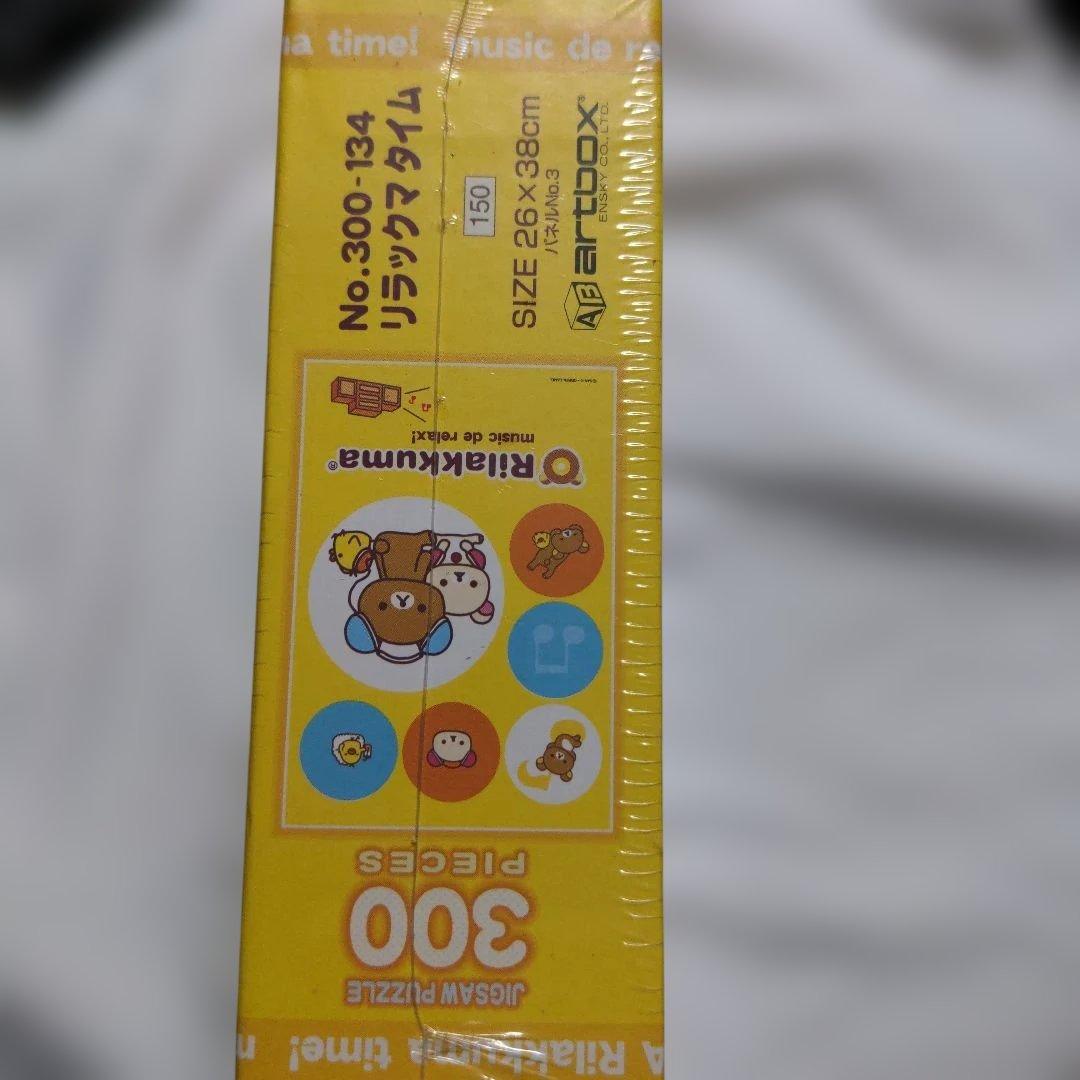 na time! music de re
No.300-134
リラックマ タイム
150
SIZE 26×38cm
パネルNo.3
AB artbox®
ENSKY CO., LTD.
Rilakkuma®
music de relax!
300
PIECES
JIGSAW PUZZLE
A Rilakkuma time! n